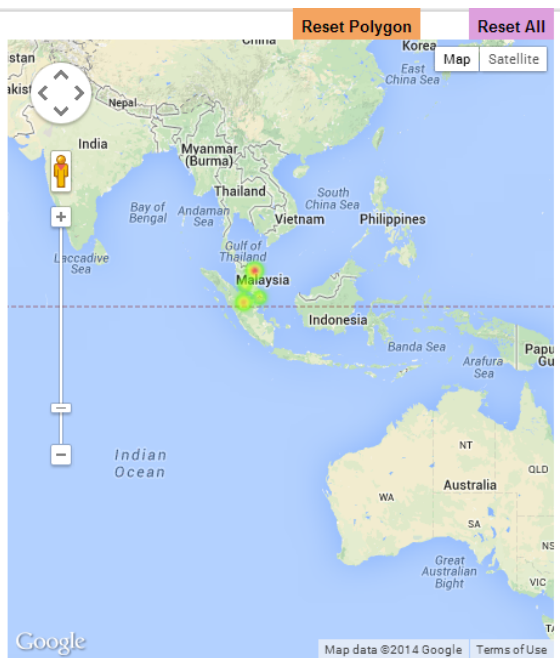 Reset Polygon
Reset All
China
Korea
stan
Map
Satellite
East
China Sea
akist
Nepal
India
Myanmar
(Burma)
Thailand
South
China Sea
Bay of
Bengal
Andaman
Sea
Vietnam
Philippines
Gulf of
Thailand
Laccadive
Sea
Malaysia
Indonesia
Banda Sea
Papu
Gu
Arafura
Sea
Indian
Ocean
NT
QLD
Australia
WA
SA
NS
Great
Australian
Bight
VIC
TA
Google
Map data ©2014 Google
Terms of Use